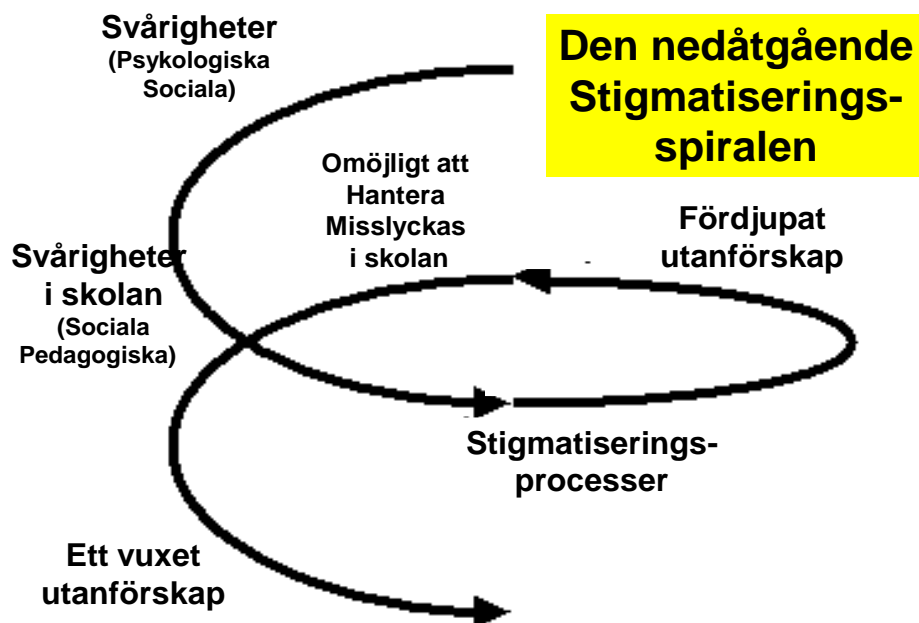 Svårigheter
(Psykologiska
Sociala)
Den nedåtgående
Stigmatiserings-
spiralen
Omöjligt att
Hantera
Misslyckas
i skolan
Fördjupat
utanförskap
Svårigheter
i skolan
(Sociala
Pedagogiska)
Stigmatiserings-
processer
Ett vuxet
utanförskap